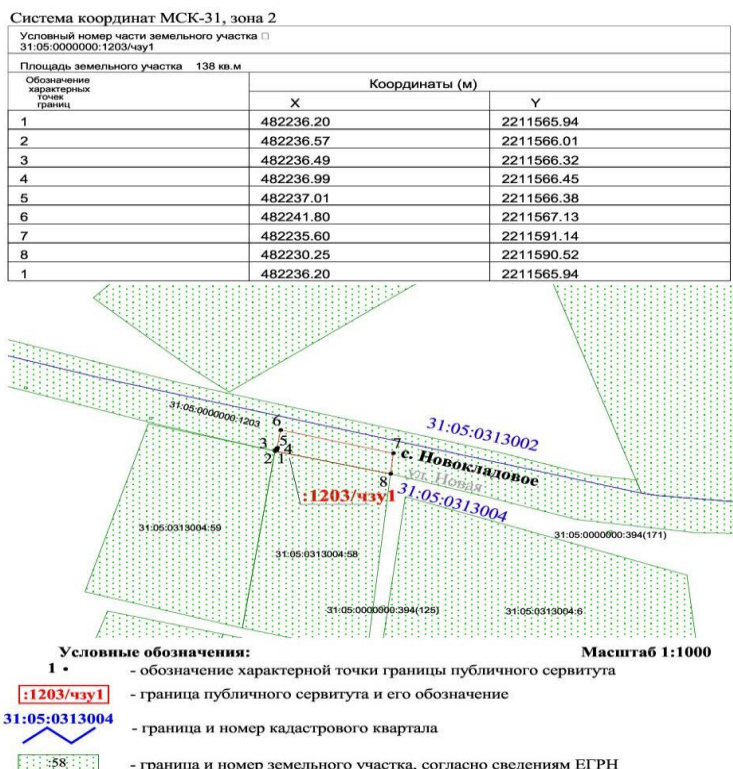 Система координат МСК-31, зона 2
Условный номер части земельного участка □
31:05:0000000:1203/чзу1
Площадь земельного участка 138 кв.м
Обозначение
характерных
точек
границ
Координаты (м)
X Y
1 482236.20 2211565.94
2 482236.57 2211566.01
3 482236.49 2211566.32
4 482236.99 2211566.45
5 482237.01 2211566.38
6 482241.80 2211567.13
7 482235.60 2211591.14
8 482230.25 2211590.52
1 482236.20 2211565.94
31:05:0000000:1203
6
31:05:0313002
7
3 5
4
2 1
с. Новокладовое
8
Ул. Новая
:1203/чзу1
31:05:0313004
31:05:0313004:59
31:05:0000000:394(171)
31:05:0313004:58
31:05:0000000:394(125)
31:05:0313004:6
Условные обозначения:
Масштаб 1:1000
1 • - обозначение характерной точки границы публичного сервитута
:1203/чзу1 - граница публичного сервитута и его обозначение
31:05:0313004
- граница и номер кадастрового квартала
:58 - граница и номер земельного участка, согласно сведениям ЕГРН